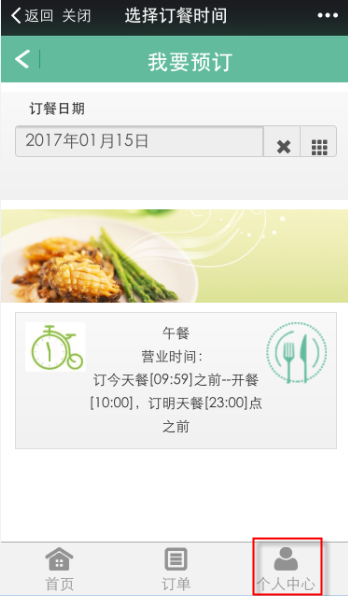 返回 关闭 选择订餐时间
我要预订
订餐日期
2017年01月15日
午餐
营业时间：
订今天餐[09:59]之前--开餐
[10:00]，订明天餐[23:00]点
之前
首页 订单 个人中心